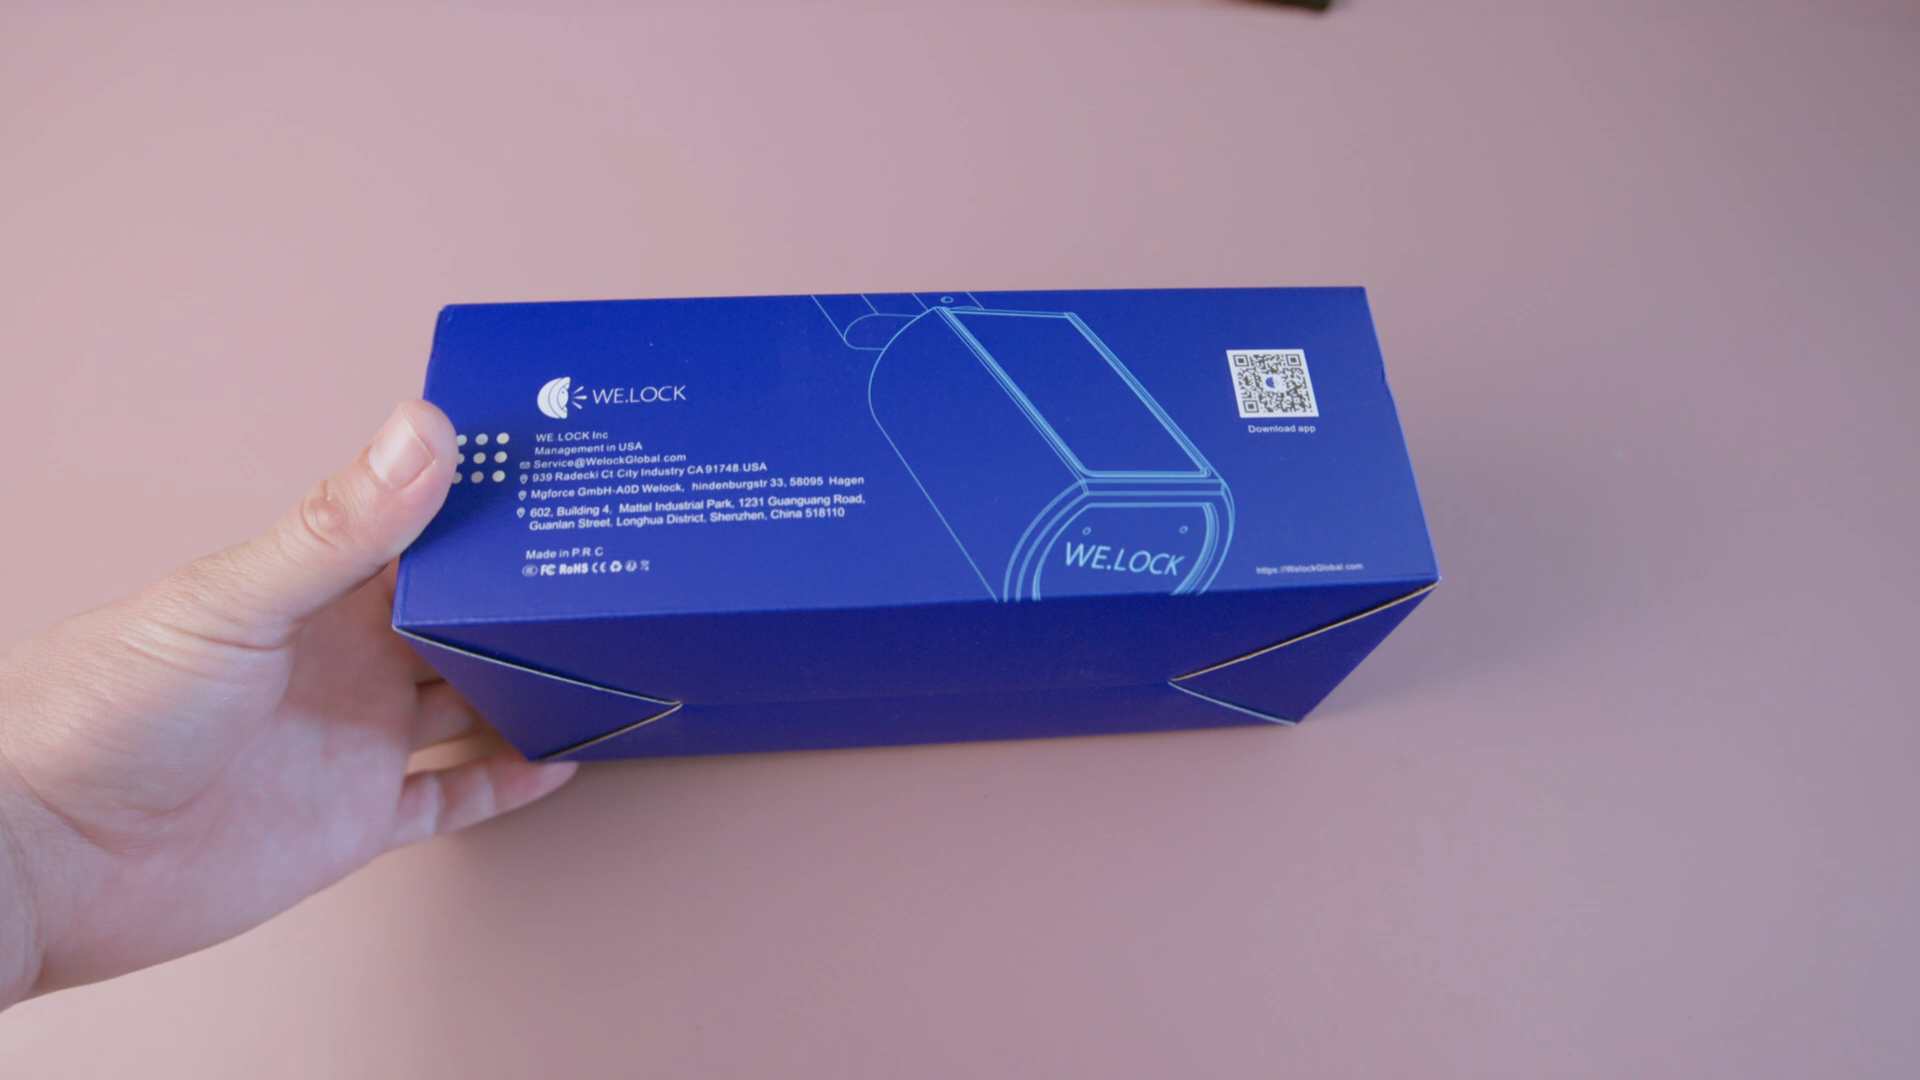 WE.LOCK
WE.LOCK Inc
Management in USA
Service@WelockGlobal.com
939 Radecki Ct City Industry CA 91748.USA
Mgforce GmbH-A0D Welock, hindenburgstr 33, 58095 Hagen
602, Building 4, Mattel Industrial Park, 1231 Guanguang Road,
Guanlan Street, Longhua District, Shenzhen, China 518110
Made in P.R.C
FC RoHS CE
WE.LOCK
Download app
https://WelockGlobal.com